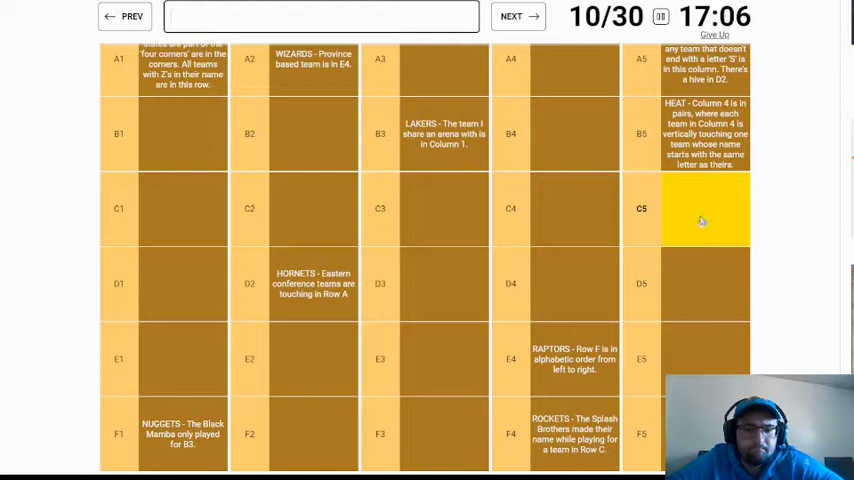 ← PREV
NEXT →
10/30
17:06
Give Up
A1
states are part of the
'four corners' are in the
corners. All teams
with Z's in their name
are in this row.
A2
WIZARDS - Province
based team is in E4.
A3
A4
A5
any team that doesn't
end with a letter 'S' is
in this column. There's
a hive in D2.
B1
B2
B3
LAKERS - The team I
share an arena with is
in Column 1.
B4
B5
HEAT - Column 4 is in
pairs, where each
team in Column 4 is
vertically touching one
team whose name
starts with the same
letter as theirs.
C1
C2
C3
C4
C5
D1
D2
HORNETS - Eastern
conference teams are
touching in Row A
D3
D4
D5
E1
E2
E3
E4
RAPTORS - Row F is in
alphabetic order from
left to right.
E5
F1
NUGGETS - The Black
Mamba only played
for B3.
F2
F3
F4
ROCKETS - The Splash
Brothers made their
name while playing for
a team in Row C.
F5